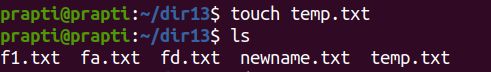 prapti@prapti:~/dir13$ touch temp.txt
prapti@prapti:~/dir13$ ls
f1.txt  fa.txt  fd.txt  newname.txt  temp.txt